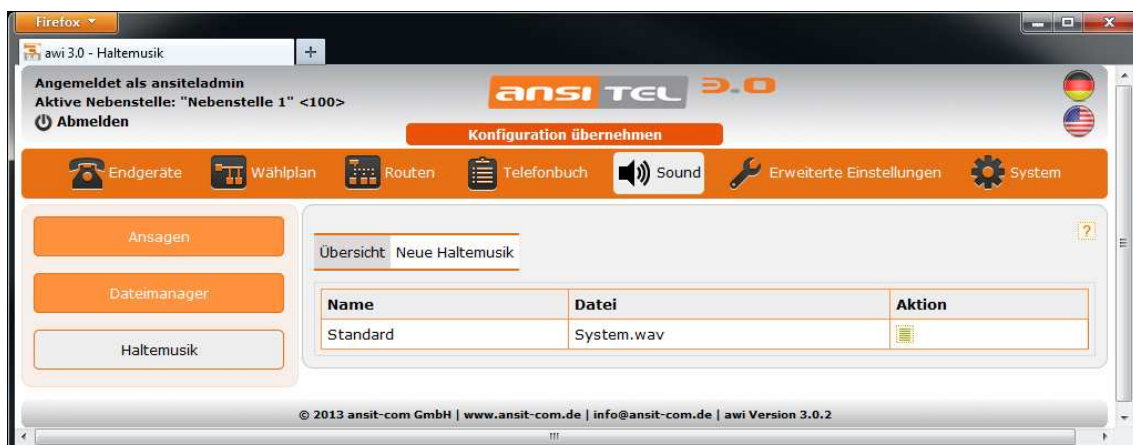 Firefox
awi 3.0 - Haltemusik
Angemeldet als ansiteladmin
Aktive Nebenstelle: "Nebenstelle 1" <100>
Abmelden
ansi TEL 3.0
Konfiguration übernehmen
Endgeräte Wählplan Routen Telefonbuch Sound Erweiterte Einstellungen System
Ansagen
Dateimanager
Haltemusik
?
Übersicht Neue Haltemusik
Name Datei Aktion
Standard System.wav
© 2013 ansit-com GmbH | www.ansit-com.de | info@ansit-com.de | awi Version 3.0.2